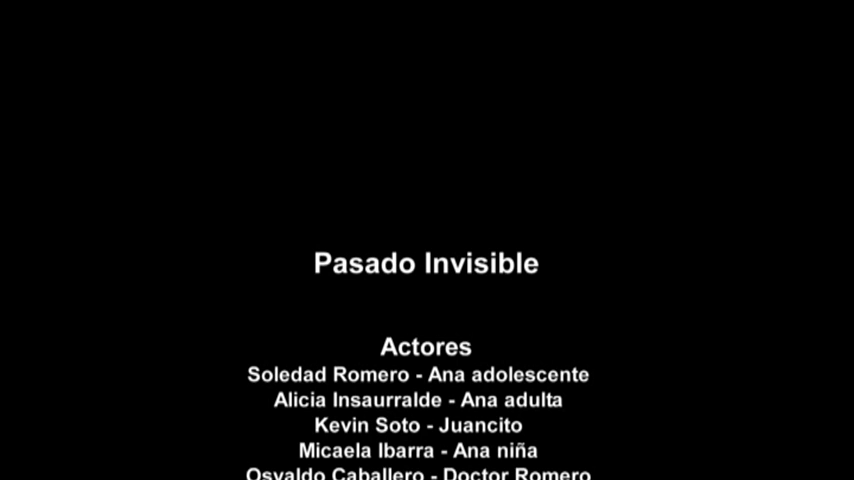 Pasado Invisible
Actores
Soledad Romero - Ana adolescente
Alicia Insaurralde - Ana adulta
Kevin Soto - Juancito
Micaela Ibarra - Ana niña
Osvaldo Caballero - Doctor Romero